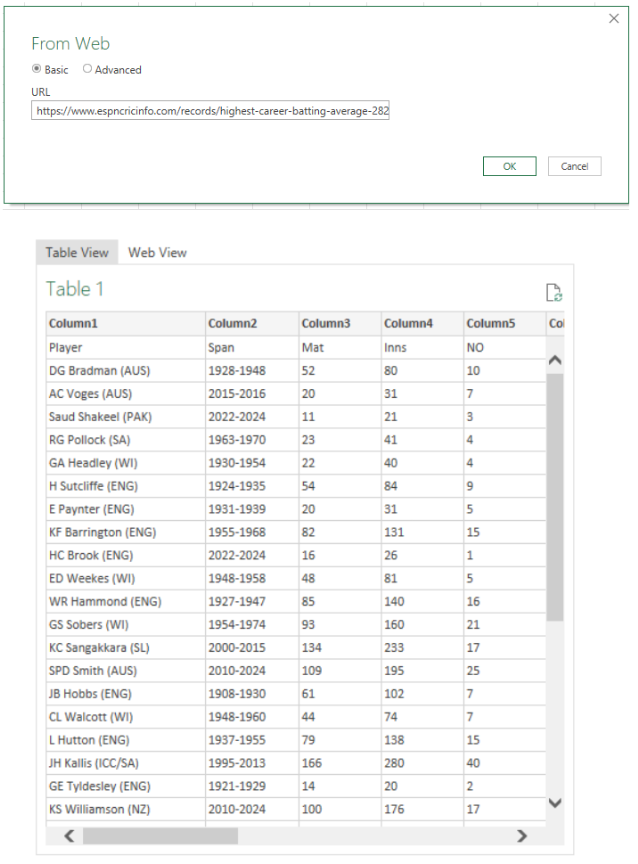 From Web
Basic Advanced
URL
https://www.espncricinfo.com/records/highest-career-batting-average-282
OK Cancel
Table View Web View
Table 1
Column1 Column2 Column3 Column4 Column5 Col
Player Span Mat Inns NO
DG Bradman (AUS) 1928-1948 52 80 10
AC Voges (AUS) 2015-2016 20 31 7
Saud Shakeel (PAK) 2022-2024 11 21 3
RG Pollock (SA) 1963-1970 23 41 4
GA Headley (WI) 1930-1954 22 40 4
H Sutcliffe (ENG) 1924-1935 54 84 9
E Paynter (ENG) 1931-1939 20 31 5
KF Barrington (ENG) 1955-1968 82 131 15
HC Brook (ENG) 2022-2024 16 26 1
ED Weekes (WI) 1948-1958 48 81 5
WR Hammond (ENG) 1927-1947 85 140 16
GS Sobers (WI) 1954-1974 93 160 21
KC Sangakkara (SL) 2000-2015 134 233 17
SPD Smith (AUS) 2010-2024 109 195 25
JB Hobbs (ENG) 1908-1930 61 102 7
CL Walcott (WI) 1948-1960 44 74 7
L Hutton (ENG) 1937-1955 79 138 15
JH Kallis (ICC/SA) 1995-2013 166 280 40
GE Tyldesley (ENG) 1921-1929 14 20 2
KS Williamson (NZ) 2010-2024 100 176 17